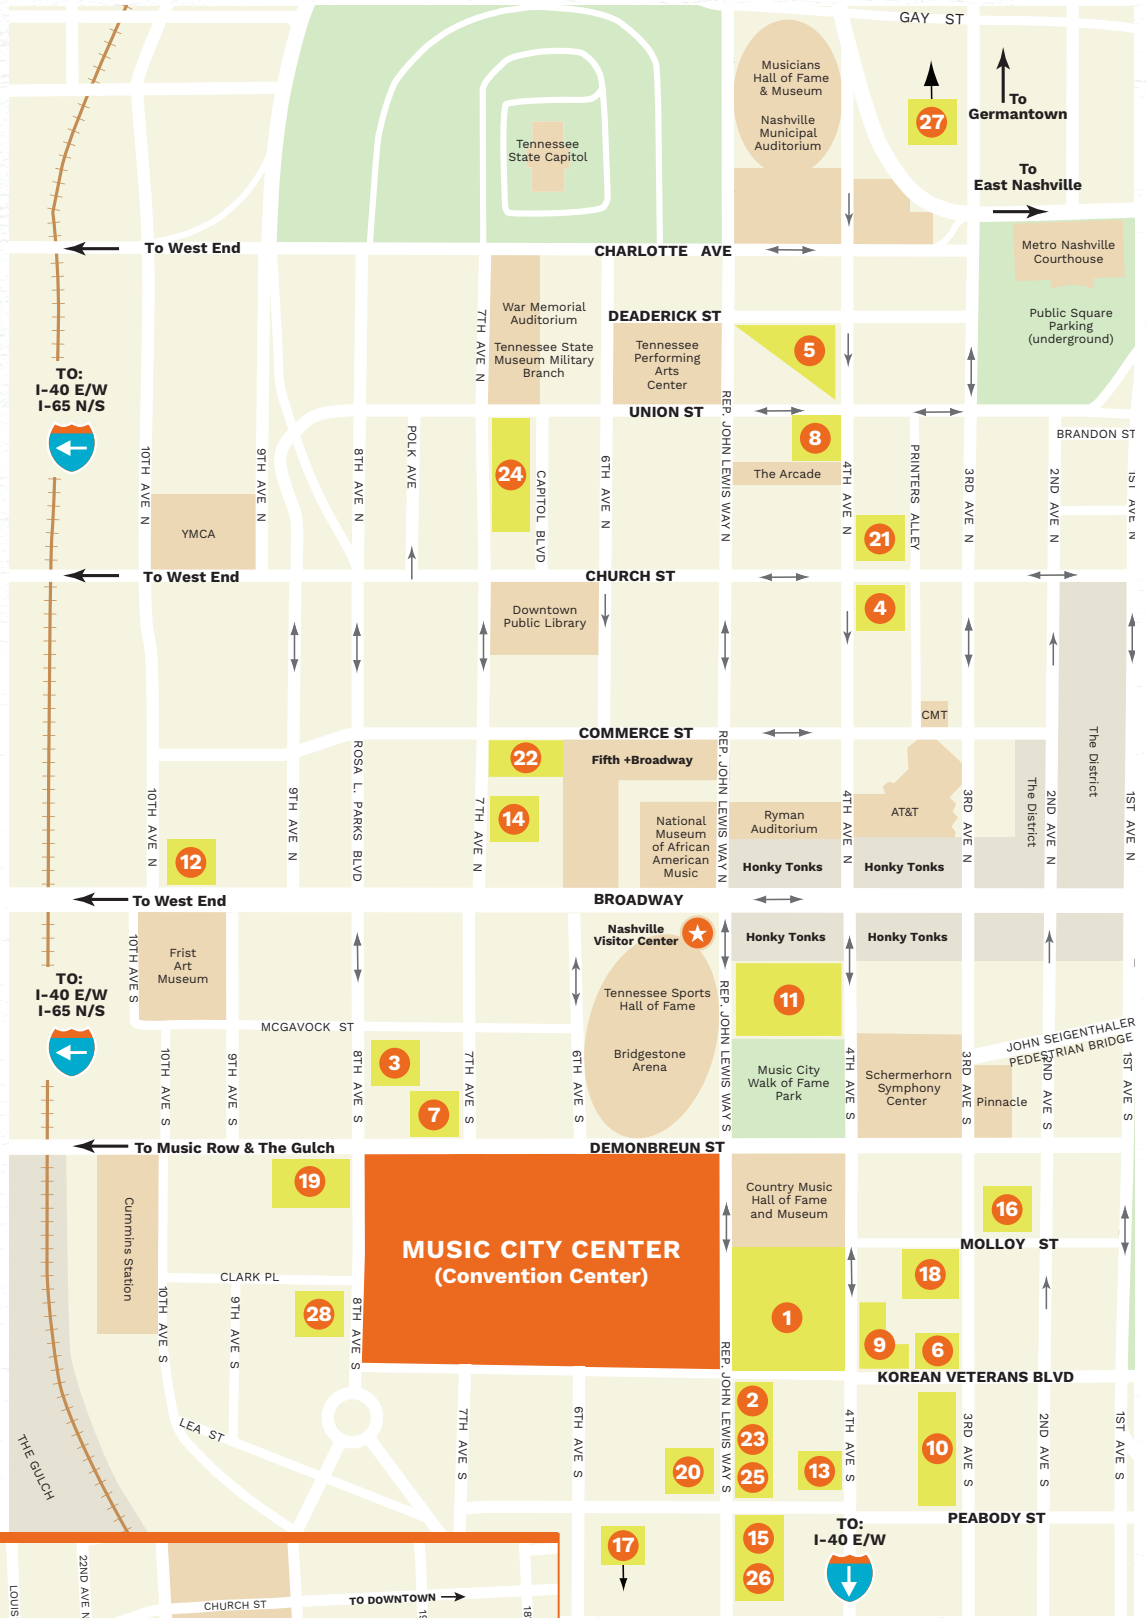 GAY ST
Musicians
Hall of Fame
& Museum
Nashville
Municipal
Auditorium
27
To
Germantown
Tennessee
State Capitol
To
East Nashville
To West End
CHARLOTTE AVE
Metro Nashville
Courthouse
War Memorial
Auditorium
Tennessee State
Museum Military
Branch
7TH AVE N
DEADERICK ST
Tennessee
Performing
Arts
Center
5
Public Square
Parking
(underground)
TO:
I-40 E/W
I-65 N/S
UNION ST
REP. JOHN LEWIS WAY N
8
BRANDON ST
10TH AVE N
9TH AVE N
8TH AVE N
POLK AVE
24
CAPITOL BLVD
6TH AVE N
The Arcade
4TH AVE N
PRINTERS ALLEY
3RD AVE N
2ND AVE N
1ST AVE N
YMCA
21
To West End
CHURCH ST
Downtown
Public Library
4
CMT
COMMERCE ST
ROSA L. PARKS BLVD
22
Fifth +Broadway
REP. JOHN LEWIS WAY N
The District
10TH AVE N
9TH AVE N
7TH AVE N
14
National
Museum
of African
American
Music
Ryman
Auditorium
4TH AVE N
AT&T
3RD AVE N
The District
2ND AVE N
1ST AVE N
12
Honky Tonks
Honky Tonks
To West End
BROADWAY
10TH AVE S
Frist
Art
Museum
Nashville
Visitor Center
Honky Tonks
Honky Tonks
TO:
I-40 E/W
I-65 N/S
Tennessee Sports
Hall of Fame
REP. JOHN LEWIS WAY S
11
MCGAVOCK ST
JOHN SEIGENTHALER
PEDESTRIAN BRIDGE
10TH AVE S
9TH AVE S
8TH AVE S
3
7TH AVE S
6TH AVE S
Bridgestone
Arena
Music City
Walk of Fame
Park
4TH AVE S
Schermerhorn
Symphony
Center
3RD AVE S
Pinnacle
2ND AVE S
1ST AVE S
7
To Music Row & The Gulch
DEMONBREUN ST
19
Cummins Station
Country Music
Hall of Fame
and Museum
16
MUSIC CITY CENTER
(Convention Center)
MOLLOY ST
CLARK PL
18
10TH AVE S
9TH AVE S
28
8TH AVE S
1
9
6
REP. JOHN LEWIS WAY S
KOREAN VETERANS BLVD
2
LEA ST
7TH AVE S
6TH AVE S
23
4TH AVE S
10
3RD AVE S
2ND AVE S
1ST AVE S
THE GULCH
20
25
13
PEABODY ST
17
15
TO:
I-40 E/W
26
LOUIS
22ND AVE N
CHURCH ST
TO DOWNTOWN
19
18